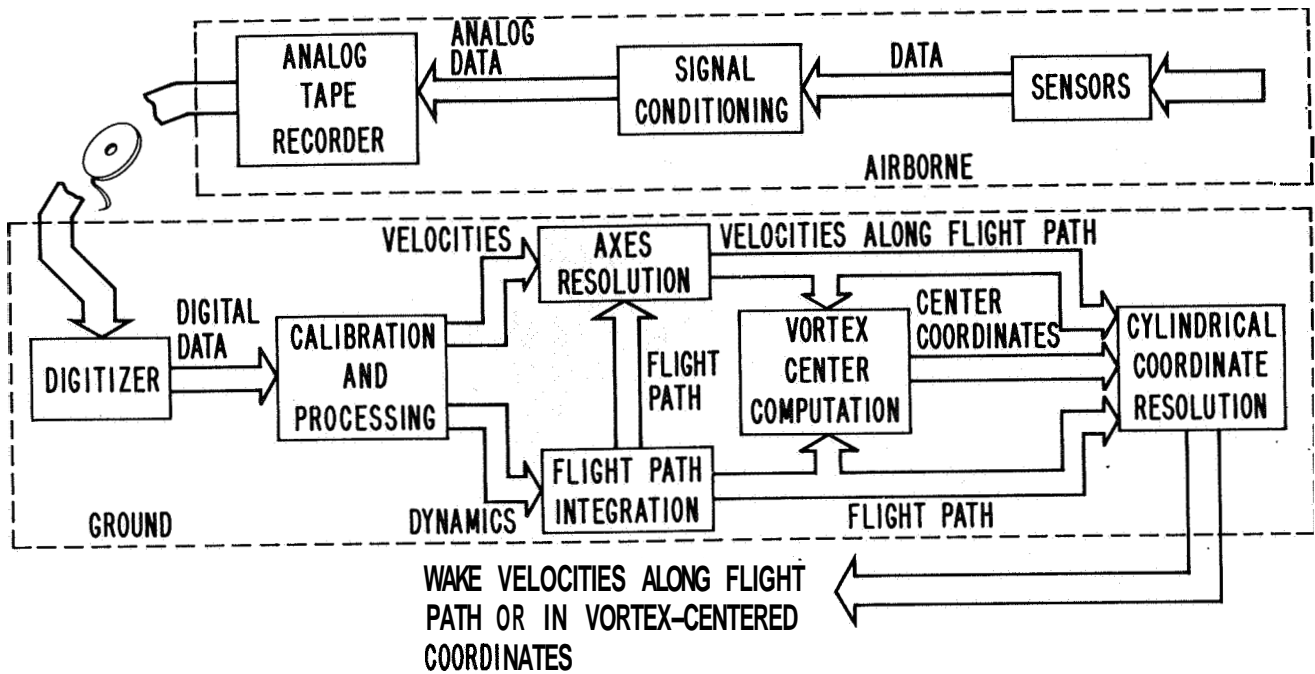 ANALOG
TAPE
RECORDER
ANALOG
DATA
SIGNAL
CONDITIONING
DATA
SENSORS
AIRBORNE
DIGITIZER
DIGITAL
DATA
CALIBRATION
AND
PROCESSING
VELOCITIES
AXES
RESOLUTION
VELOCITIES ALONG FLIGHT PATH
FLIGHT
PATH
VORTEX
CENTER
COMPUTATION
CENTER
COORDINATES
CYLINDRICAL
COORDINATE
RESOLUTION
DYNAMICS
FLIGHT PATH
INTEGRATION
FLIGHT PATH
GROUND
WAKE VELOCITIES ALONG FLIGHT
PATH OR IN VORTEX-CENTERED
COORDINATES